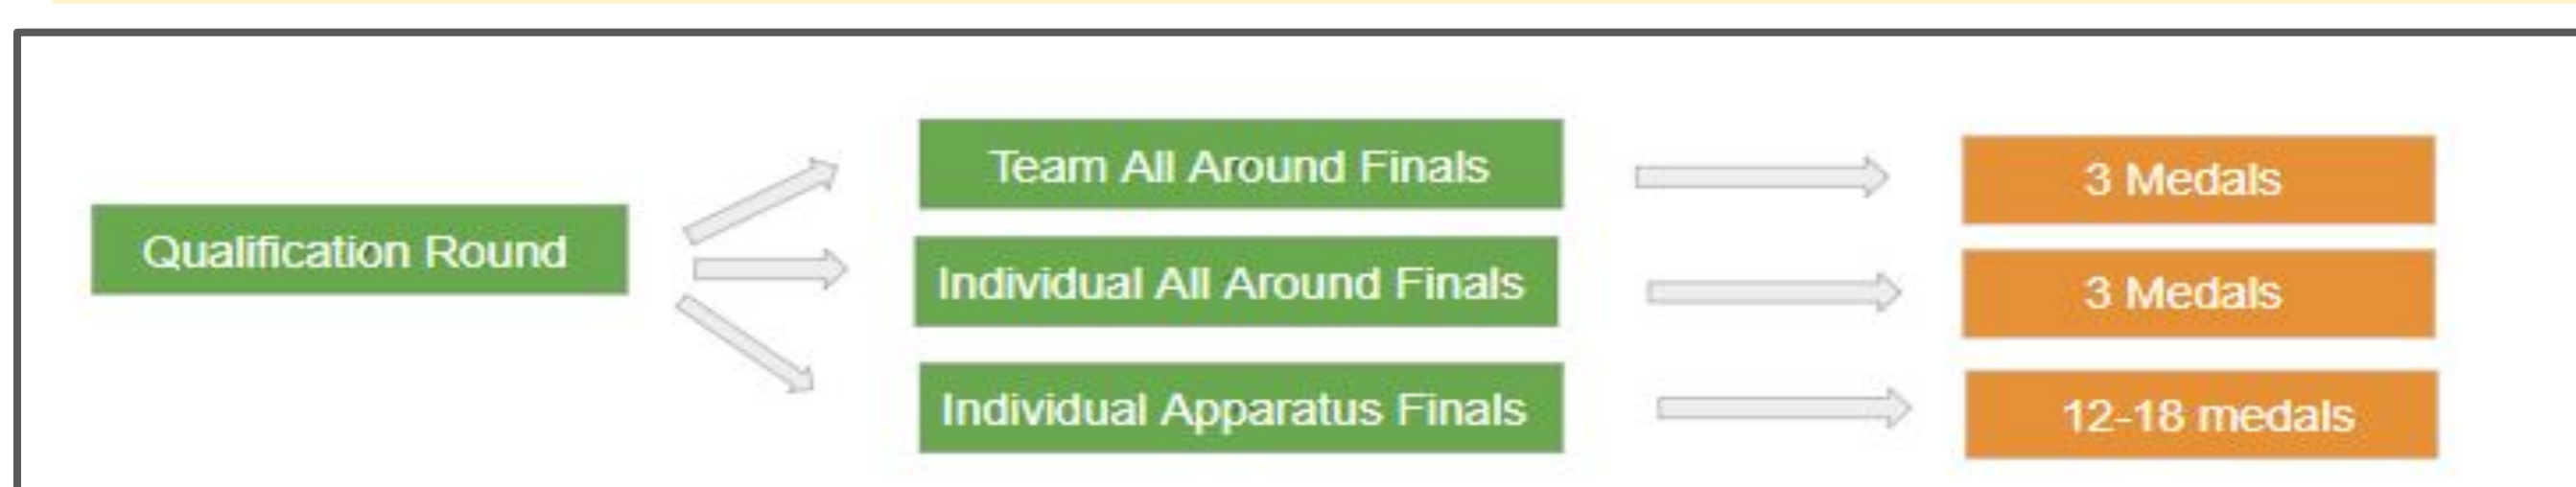 Qualification Round
Team All Around Finals
3 Medals
Individual All Around Finals
3 Medals
Individual Apparatus Finals
12-18 medals